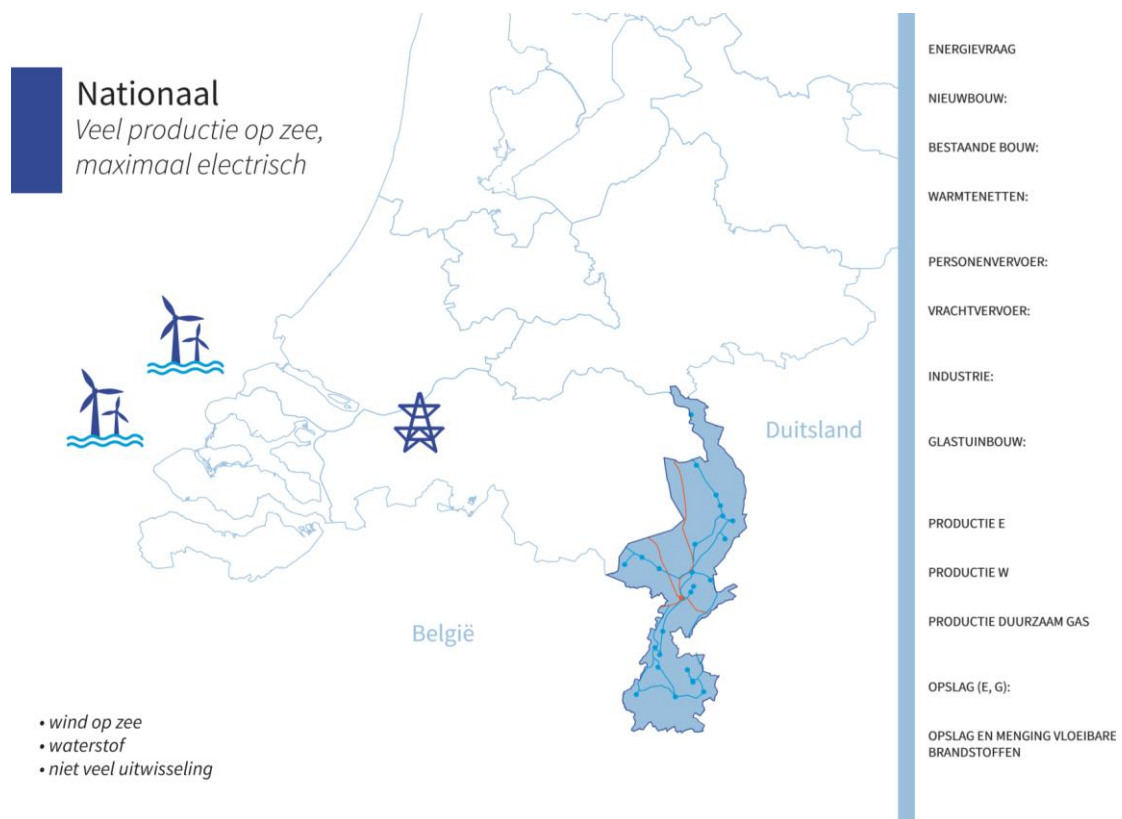 Nationaal
Veel productie op zee,
maximaal electrisch
Duitsland
België
• wind op zee
• waterstof
• niet veel uitwisseling
ENERGIEVRAAG
NIEUWBOUW:
BESTAANDE BOUW:
WARMTENETTEN:
PERSONENVERVOER:
VRACHTVERVOER:
INDUSTRIE:
GLASTUINBOUW:
PRODUCTIE E
PRODUCTIE W
PRODUCTIE DUURZAAM GAS
OPSLAG (E, G):
OPSLAG EN MENGING VLOEIBARE
BRANDSTOFFEN